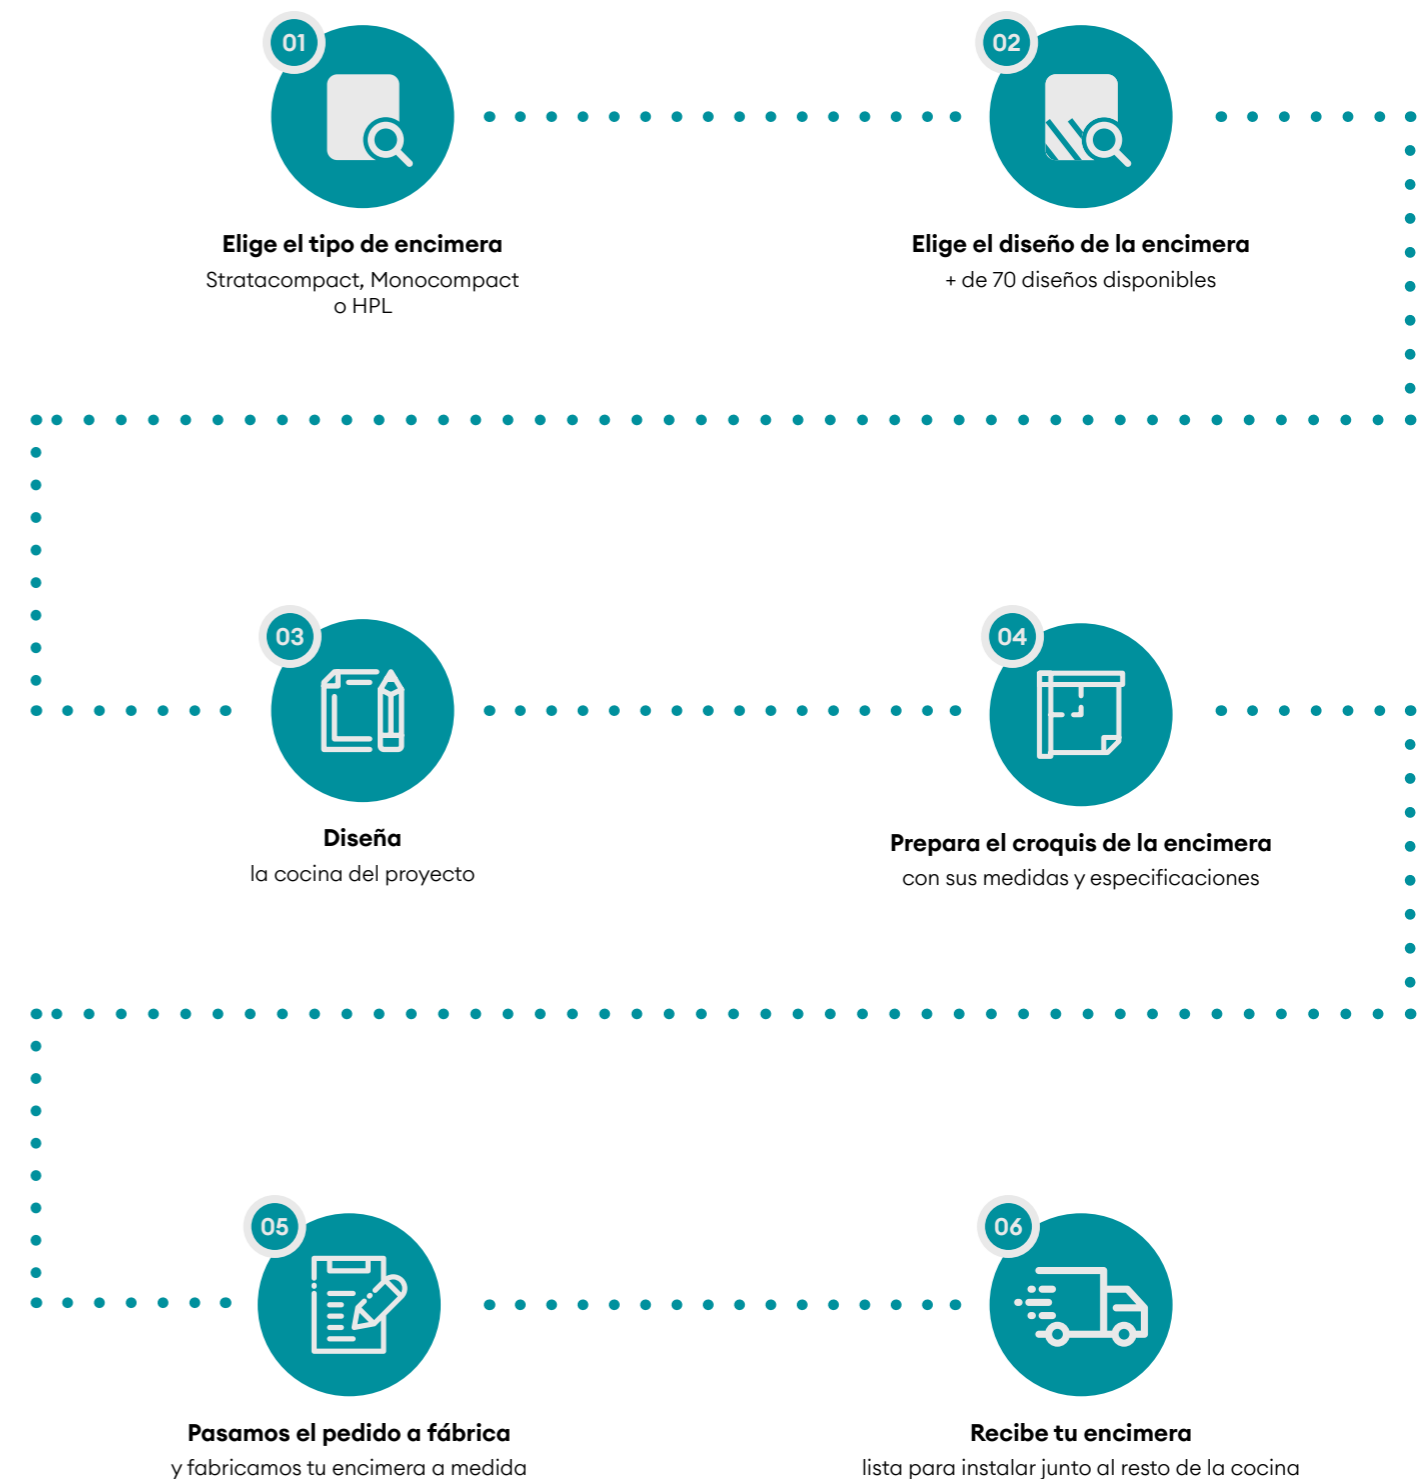 01
Elige el tipo de encimera
Stratacompact, Monocompact
o HPL
02
Elige el diseño de la encimera
+ de 70 diseños disponibles
03
Diseña
la cocina del proyecto
04
Prepara el croquis de la encimera
con sus medidas y especificaciones
05
Pasamos el pedido a fábrica
y fabricamos tu encimera a medida
06
Recibe tu encimera
lista para instalar junto al resto de la cocina